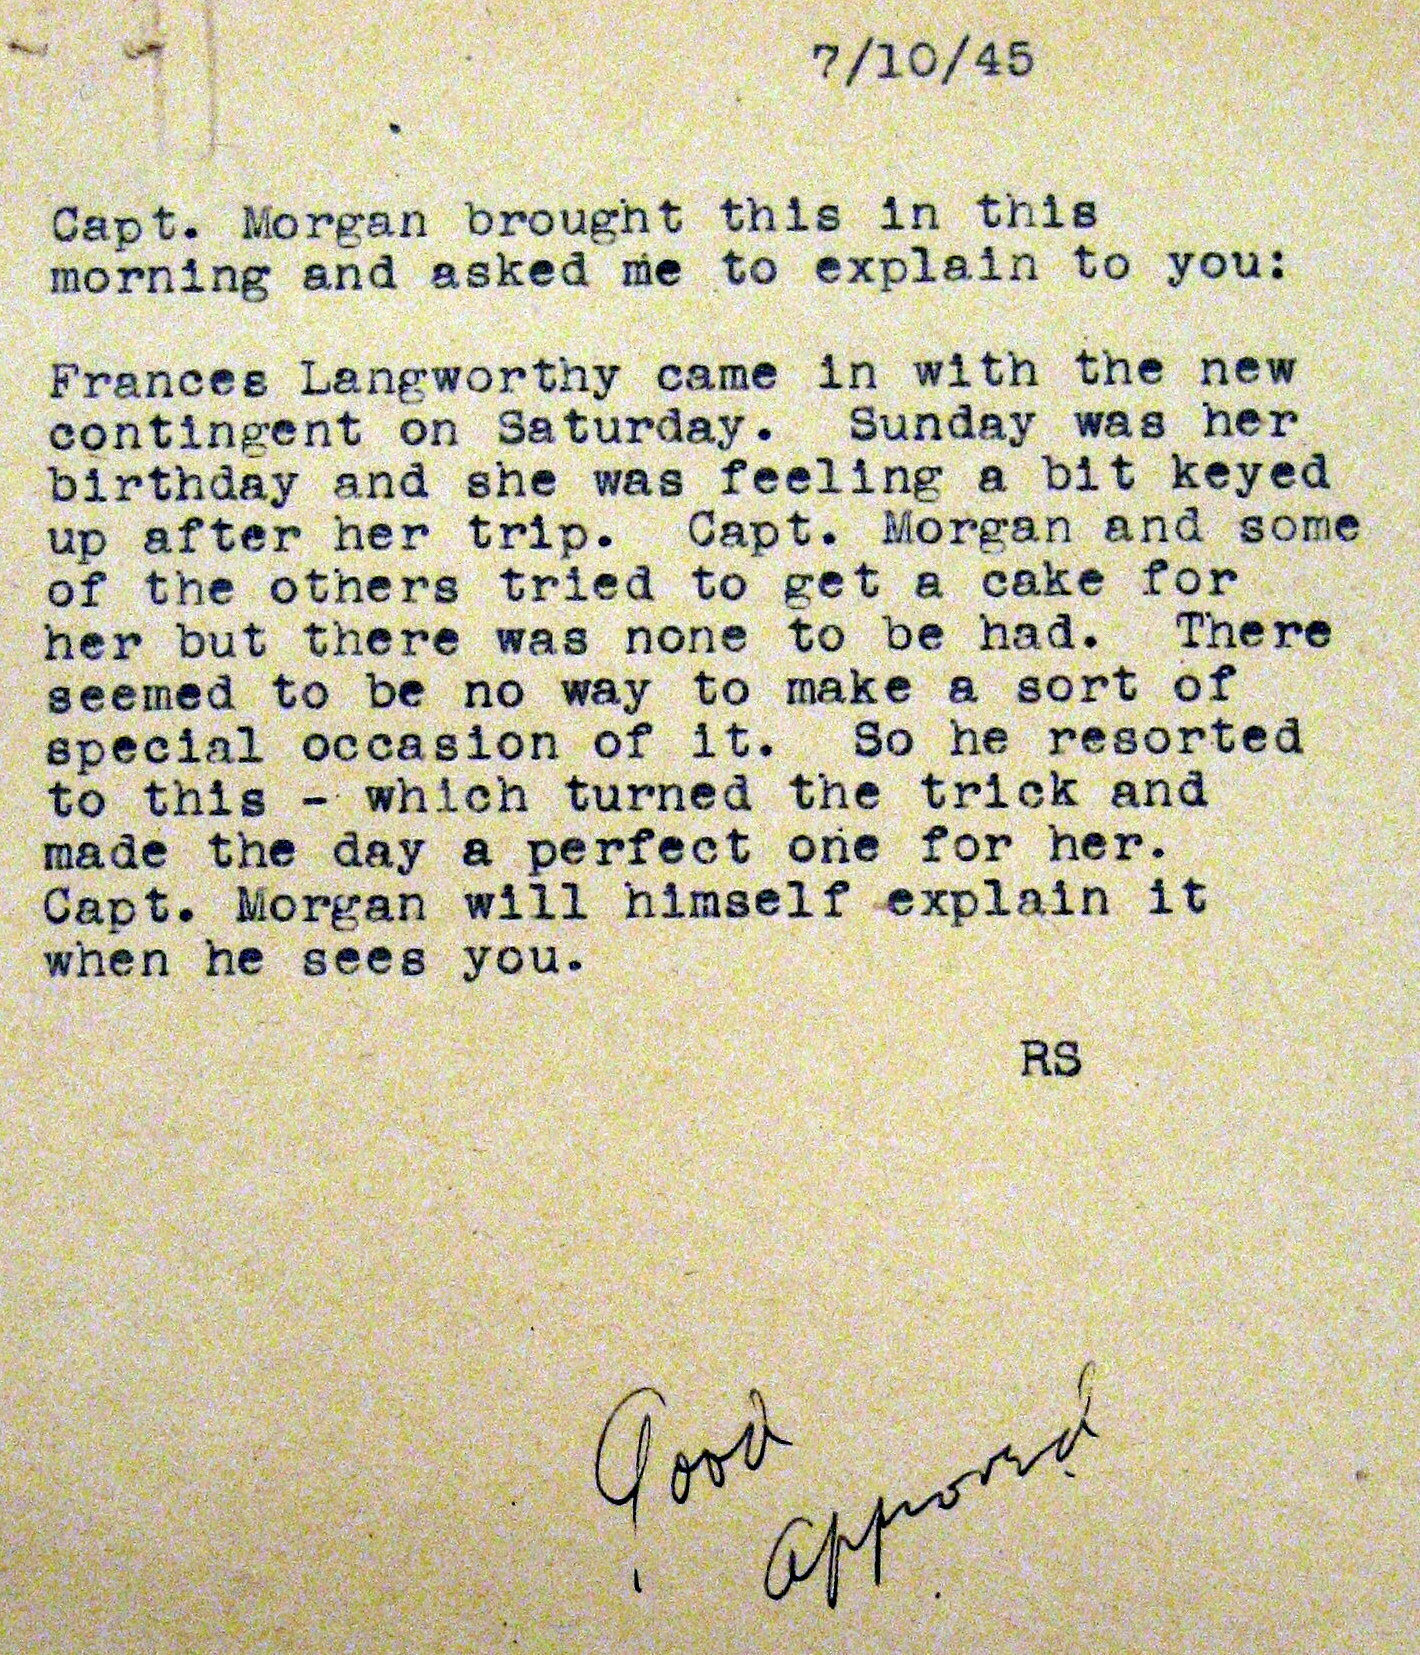 7/10/45
Capt. Morgan brought this in this
morning and asked me to explain to you:
Frances Langworthy came in with the new
contingent on Saturday. Sunday was her
birthday and she was feeling a bit keyed
up after her trip. Capt. Morgan and some
of the others tried to get a cake for
her but there was none to be had. There
seemed to be no way to make a sort of
special occasion of it. So he resorted
to this - which turned the trick and
made the day a perfect one for her.
Capt. Morgan will himself explain it
when he sees you.
RS
Good
Approved